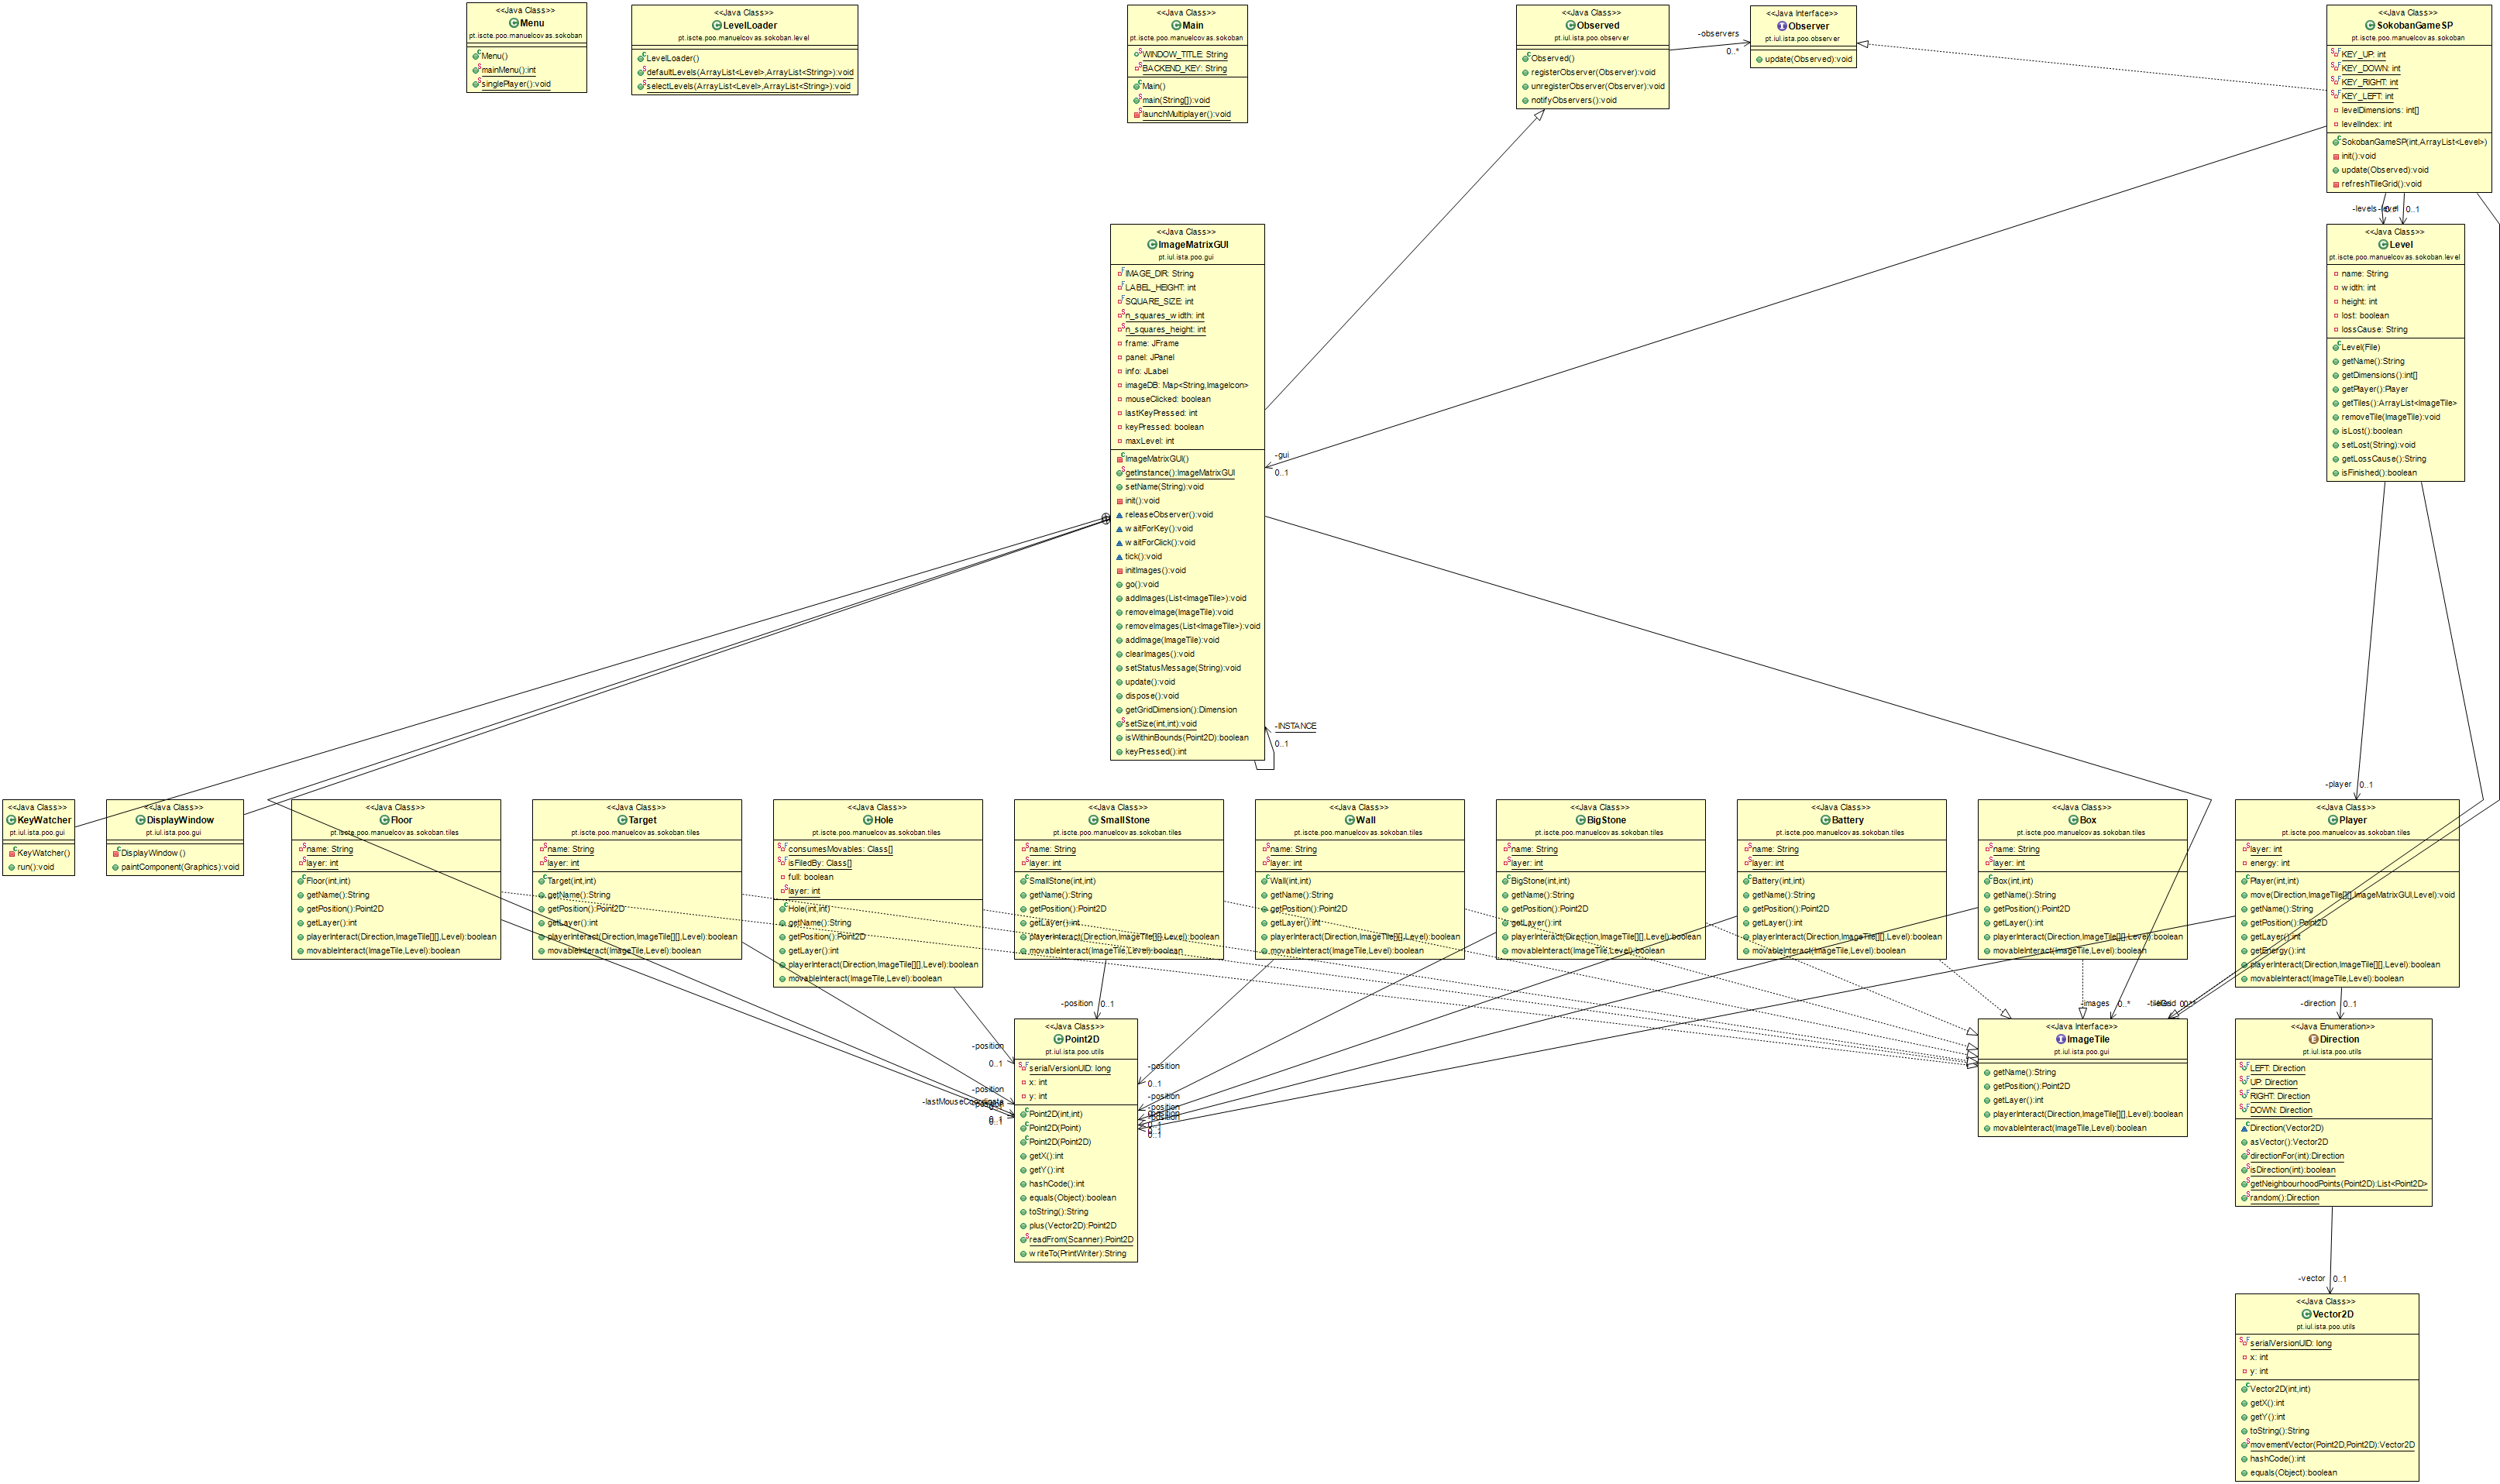 <<Java Class>>
Menu
pt.iscte.poo.manuelcovas.sokoban
Menu()
mainMenu():int
singlePlayer():void
<<Java Class>>
LevelLoader
pt.iscte.poo.manuelcovas.sokoban.level
LevelLoader()
defaultLevels(ArrayList<Level>,ArrayList<String>):void
selectLevels(ArrayList<Level>,ArrayList<String>):void
<<Java Class>>
Main
pt.iscte.poo.manuelcovas.sokoban
WINDOW_TITLE: String
BACKEND_KEY: String
Main()
main(String[]):void
launchMultiplayer():void
<<Java Class>>
Observed
pt.iul.ista.poo.observer
Observed()
registerObserver(Observer):void
unregisterObserver(Observer):void
notifyObservers():void
-observers
0..*
<<Java Interface>>
Observer
pt.iul.ista.poo.observer
update(Observed):void
<<Java Class>>
SokobanGameSP
pt.iscte.poo.manuelcovas.sokoban
KEY_UP: int
KEY_DOWN: int
KEY_RIGHT: int
KEY_LEFT: int
levelDimensions: int[]
levelIndex: int
SokobanGameSP(int,ArrayList<Level>)
init():void
update(Observed):void
refreshTileGrid():void
-levels
-level
0..1
<<Java Class>>
ImageMatrixGUI
pt.iul.ista.poo.gui
IMAGE_DIR: String
LABEL_HEIGHT: int
SQUARE_SIZE: int
n_squares_width: int
n_squares_height: int
frame: JFrame
panel: JPanel
info: JLabel
imageDB: Map<String,ImageIcon>
mouseClicked: boolean
lastKeyPressed: int
keyPressed: boolean
maxLevel: int
ImageMatrixGUI()
getInstance():ImageMatrixGUI
setName(String):void
init():void
releaseObserver():void
waitForKey():void
waitForClick():void
tick():void
initImages():void
go():void
addImages(List<ImageTile>):void
removeImage(ImageTile):void
removeImages(List<ImageTile>):void
addImage(ImageTile):void
clearImages():void
setStatusMessage(String):void
update():void
dispose():void
getGridDimension():Dimension
setSize(int,int):void
isWithinBounds(Point2D):boolean
keyPressed():int
-gui
0..1
-INSTANCE
0..1
<<Java Class>>
Level
pt.iscte.poo.manuelcovas.sokoban.level
name: String
width: int
height: int
lost: boolean
lossCause: String
Level(File)
getName():String
getDimensions():int[]
getPlayer():Player
getTiles():ArrayList<ImageTile>
removeTile(ImageTile):void
isLost():boolean
setLost(String):void
getLossCause():String
isFinished():boolean
-player
0..1
<<Java Class>>
KeyWatcher
pt.iul.ista.poo.gui
KeyWatcher()
run():void
<<Java Class>>
DisplayWindow
pt.iul.ista.poo.gui
DisplayWindow()
paintComponent(Graphics):void
<<Java Class>>
Floor
pt.iscte.poo.manuelcovas.sokoban.tiles
name: String
layer: int
Floor(int,int)
getName():String
getPosition():Point2D
getLayer():int
playerInteract(Direction,ImageTile[][],Level):boolean
movableInteract(ImageTile,Level):boolean
<<Java Class>>
Target
pt.iscte.poo.manuelcovas.sokoban.tiles
name: String
layer: int
Target(int,int)
getName():String
getPosition():Point2D
getLayer():int
playerInteract(Direction,ImageTile[][],Level):boolean
movableInteract(ImageTile,Level):boolean
<<Java Class>>
Hole
pt.iscte.poo.manuelcovas.sokoban.tiles
consumesMovables: Class[]
isFiledBy: Class[]
full: boolean
layer: int
Hole(int,int)
getName():String
getPosition():Point2D
getLayer():int
playerInteract(Direction,ImageTile[][],Level):boolean
movableInteract(ImageTile,Level):boolean
<<Java Class>>
SmallStone
pt.iscte.poo.manuelcovas.sokoban.tiles
name: String
layer: int
SmallStone(int,int)
getName():String
getPosition():Point2D
getLayer():int
playerInteract(Direction,ImageTile[][],Level):boolean
movableInteract(ImageTile,Level):boolean
<<Java Class>>
Wall
pt.iscte.poo.manuelcovas.sokoban.tiles
name: String
layer: int
Wall(int,int)
getName():String
getPosition():Point2D
getLayer():int
playerInteract(Direction,ImageTile[][],Level):boolean
movableInteract(ImageTile,Level):boolean
<<Java Class>>
BigStone
pt.iscte.poo.manuelcovas.sokoban.tiles
name: String
layer: int
BigStone(int,int)
getName():String
getPosition():Point2D
getLayer():int
playerInteract(Direction,ImageTile[][],Level):boolean
movableInteract(ImageTile,Level):boolean
<<Java Class>>
Battery
pt.iscte.poo.manuelcovas.sokoban.tiles
name: String
layer: int
Battery(int,int)
getName():String
getPosition():Point2D
getLayer():int
playerInteract(Direction,ImageTile[][],Level):boolean
movableInteract(ImageTile,Level):boolean
<<Java Class>>
Box
pt.iscte.poo.manuelcovas.sokoban.tiles
name: String
layer: int
Box(int,int)
getName():String
getPosition():Point2D
getLayer():int
playerInteract(Direction,ImageTile[][],Level):boolean
movableInteract(ImageTile,Level):boolean
<<Java Class>>
Player
pt.iscte.poo.manuelcovas.sokoban.tiles
layer: int
energy: int
Player(int,int)
move(Direction,ImageTile[][],ImageMatrixGUI,Level):void
getName():String
getPosition():Point2D
getLayer():int
getEnergy():int
playerInteract(Direction,ImageTile[][],Level):boolean
movableInteract(ImageTile,Level):boolean
-position
0..1
-position
0..1
-position
-lastMouseCoordinate
0..1
-position
0..1
-position
-position
0..1
-images
0..*
-direction
0..1
<<Java Class>>
Point2D
pt.iul.ista.poo.utils
serialVersionUID: long
x: int
y: int
Point2D(int,int)
Point2D(Point)
Point2D(Point2D)
getX():int
getY():int
hashCode():int
equals(Object):boolean
toString():String
plus(Vector2D):Point2D
readFrom(Scanner):Point2D
writeTo(PrintWriter):String
<<Java Interface>>
ImageTile
pt.iul.ista.poo.gui
getName():String
getPosition():Point2D
getLayer():int
playerInteract(Direction,ImageTile[][],Level):boolean
movableInteract(ImageTile,Level):boolean
<<Java Enumeration>>
Direction
pt.iul.ista.poo.utils
LEFT: Direction
UP: Direction
RIGHT: Direction
DOWN: Direction
Direction(Vector2D)
asVector():Vector2D
directionFor(int):Direction
isDirection(int):boolean
getNeighbourhoodPoints(Point2D):List<Point2D>
random():Direction
-vector
0..1
<<Java Class>>
Vector2D
pt.iul.ista.poo.utils
serialVersionUID: long
x: int
y: int
Vector2D(int,int)
getX():int
getY():int
toString():String
movementVector(Point2D,Point2D):Vector2D
hashCode():int
equals(Object):boolean